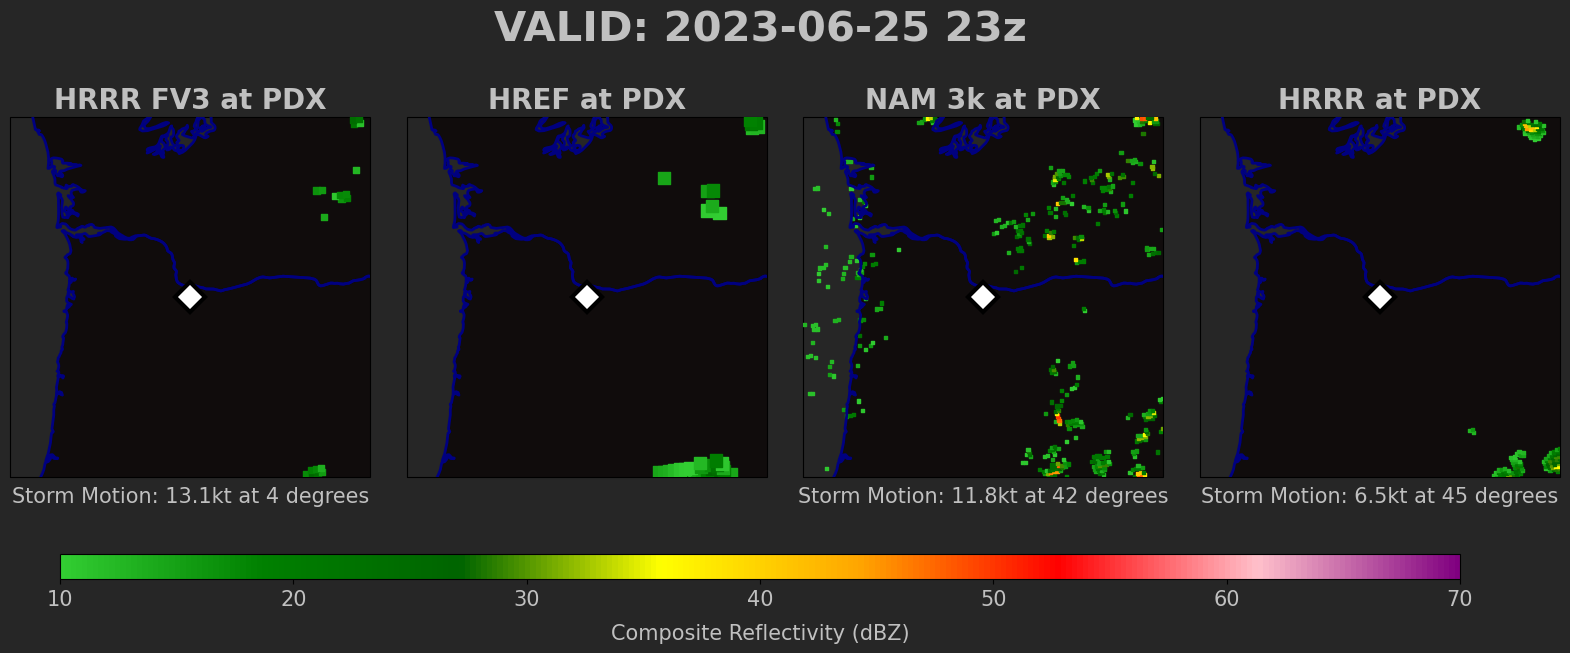 VALID: 2023-06-25 23z
HRRR FV3 at PDX
HREF at PDX
NAM 3k at PDX
HRRR at PDX
Storm Motion: 13.1kt at 4 degrees
Storm Motion: 11.8kt at 42 degrees
Storm Motion: 6.5kt at 45 degrees
10 20 30 40 50 60 70
Composite Reflectivity (dBZ)